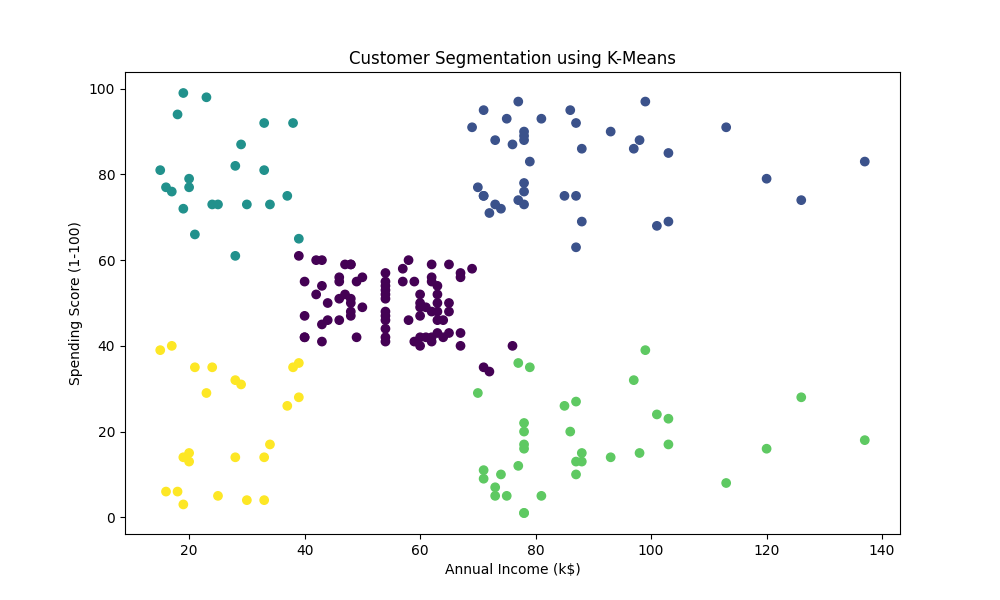 Customer Segmentation using K-Means
100
80
60
40
20
0
Spending Score (1-100)
20 40 60 80 100 120 140
Annual Income (k$)